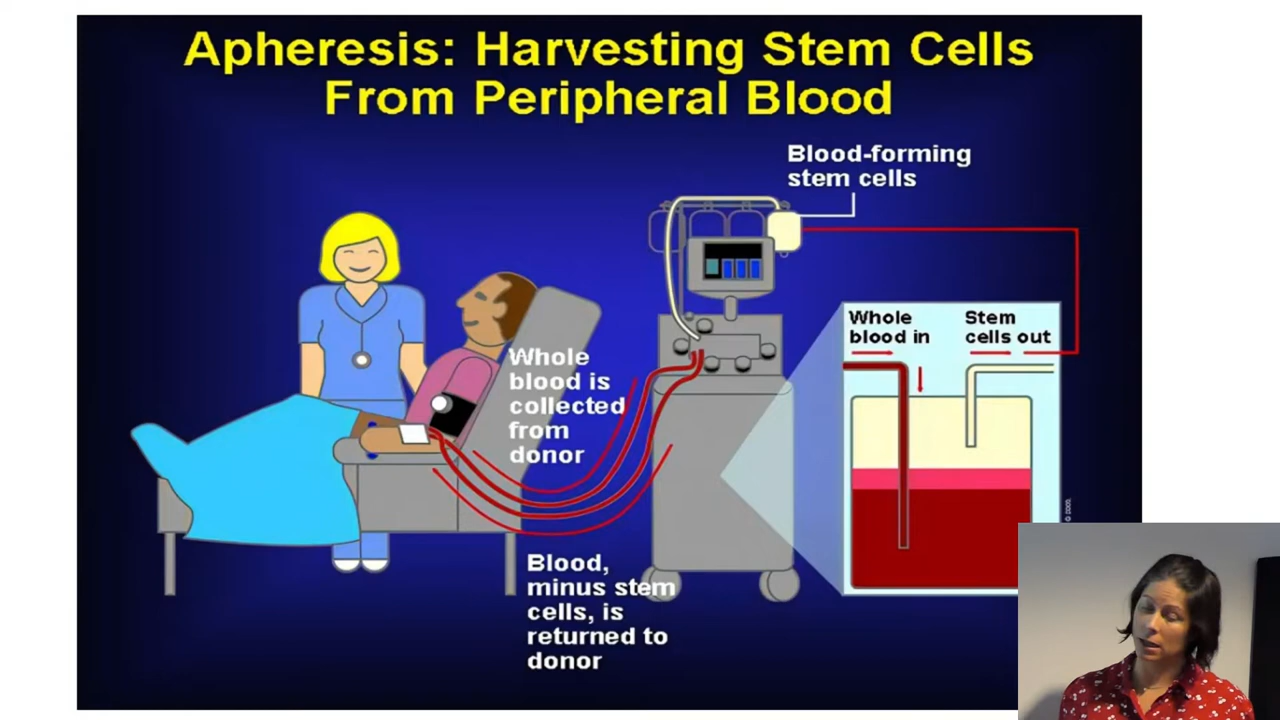 Apheresis: Harvesting Stem Cells
From Peripheral Blood
Blood-forming
stem cells
Whole
blood in
Stem
cells out
Whole
blood is
collected
from
donor
Blood,
minus stem
cells, is
returned to
donor